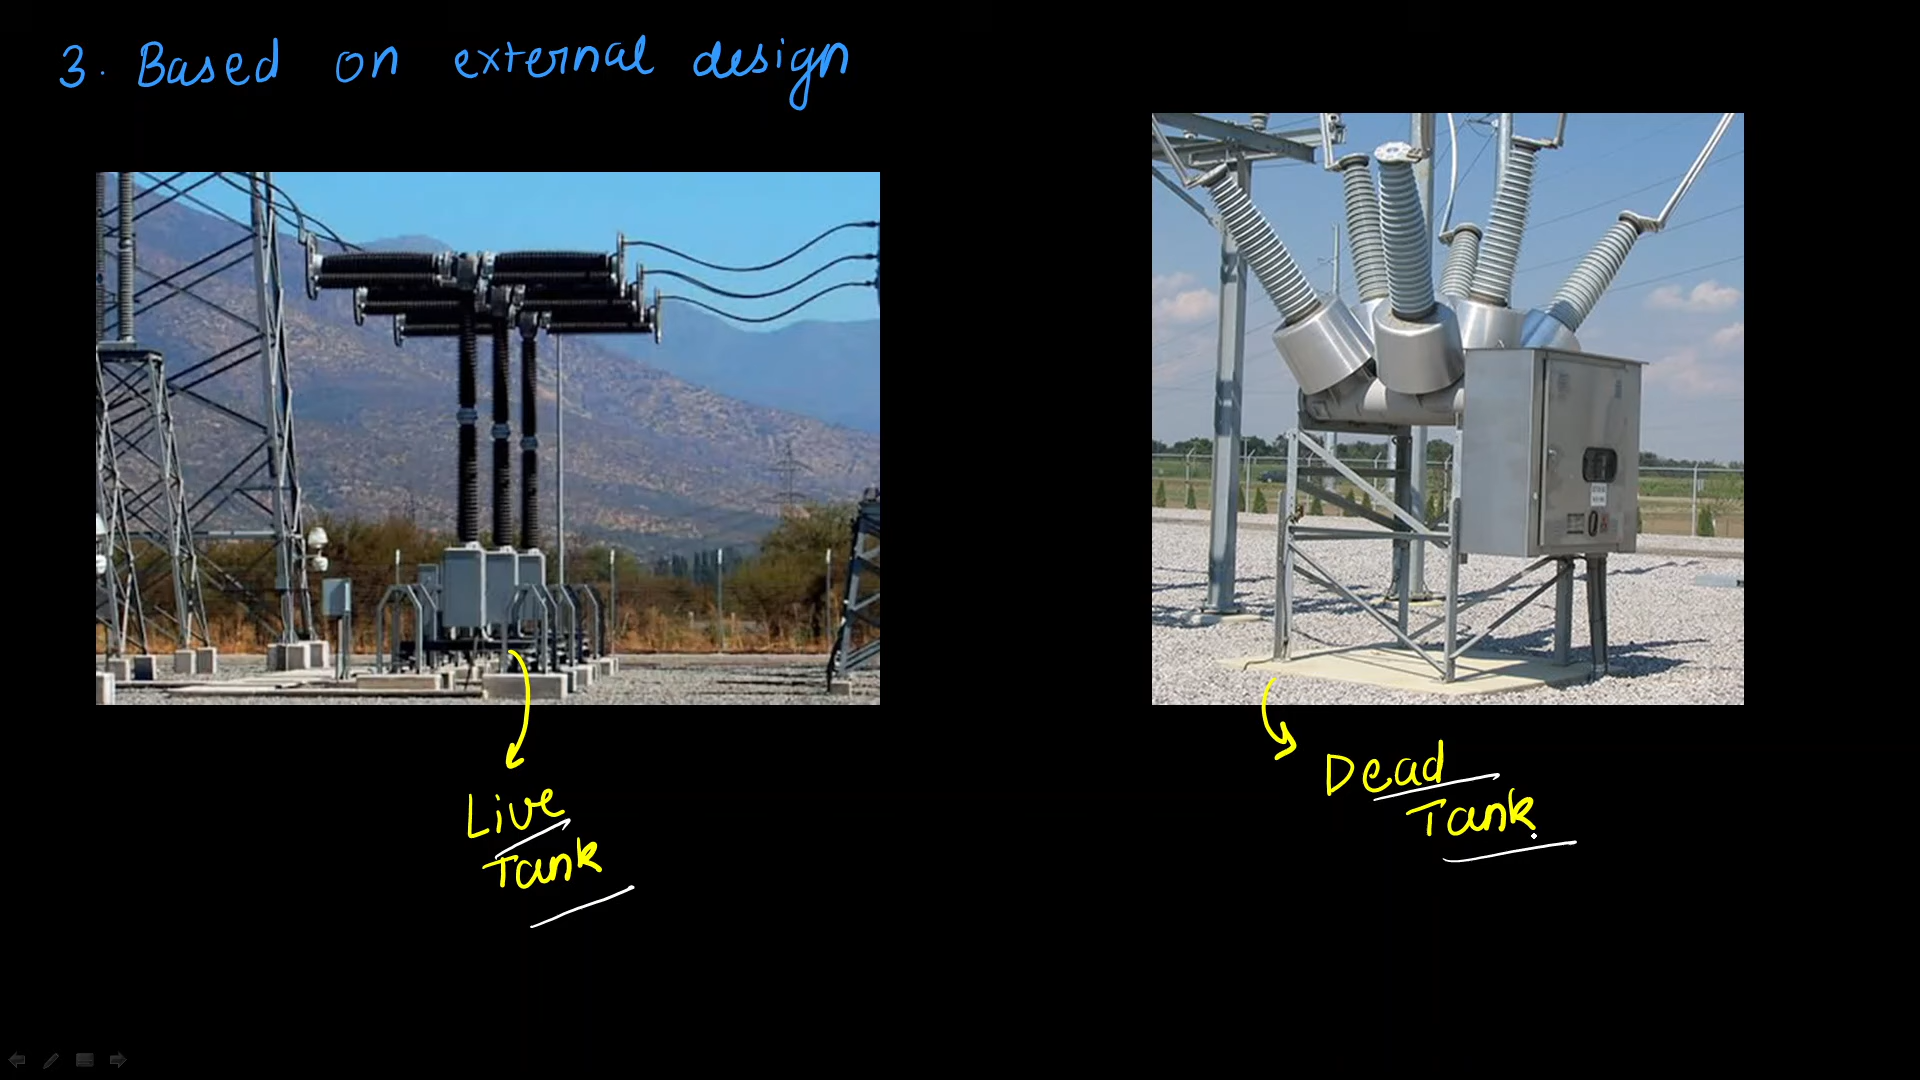 3. Based on external design
Live
Tank
Dead
Tank